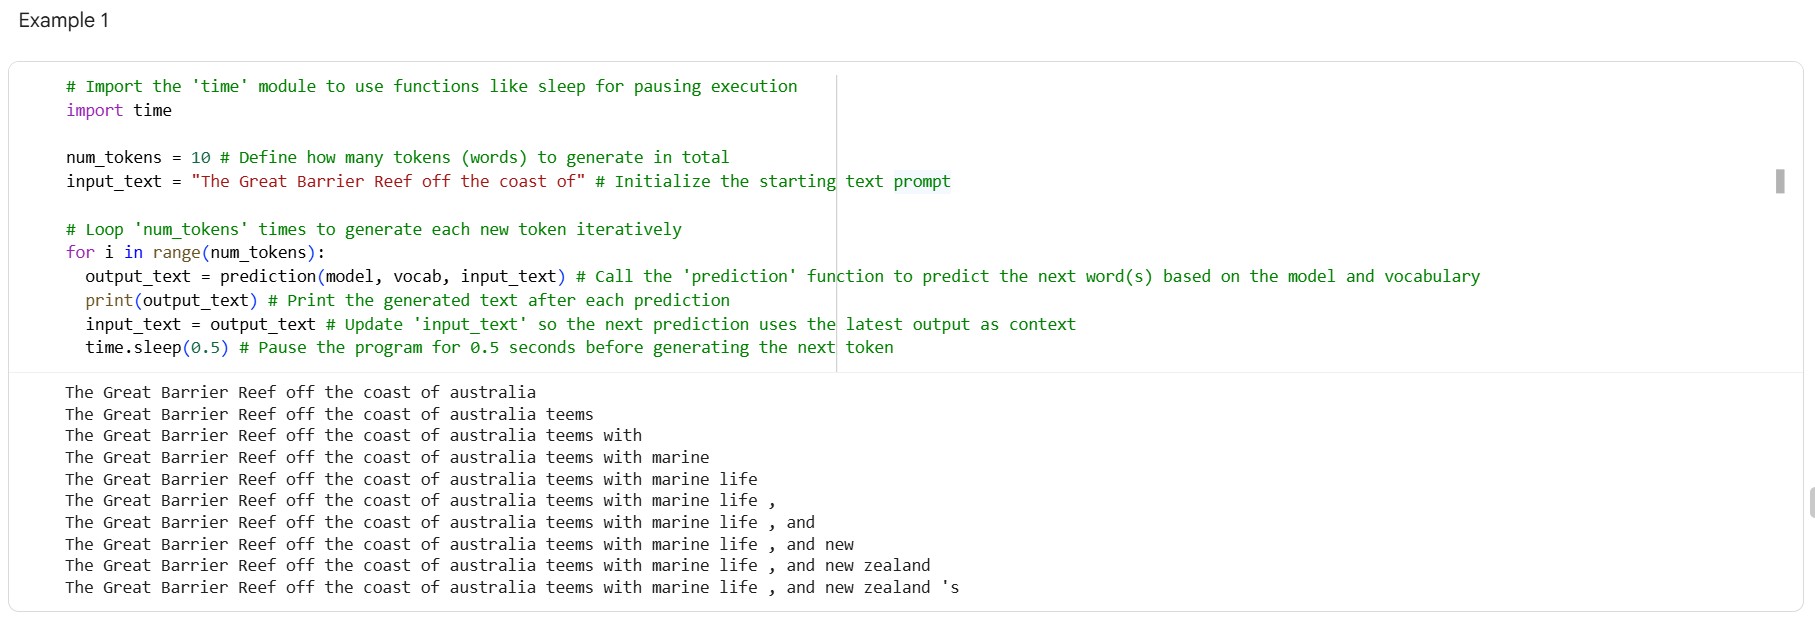 Example 1
# Import the 'time' module to use functions like sleep for pausing execution
import time
num_tokens = 10 # Define how many tokens (words) to generate in total
input_text = "The Great Barrier Reef off the coast of" # Initialize the starting text prompt
# Loop 'num_tokens' times to generate each new token iteratively
for i in range(num_tokens):
  output_text = prediction(model, vocab, input_text) # Call the 'prediction' function to predict the next word(s) based on the model and vocabulary
  print(output_text) # Print the generated text after each prediction
  input_text = output_text # Update 'input_text' so the next prediction uses the latest output as context
  time.sleep(0.5) # Pause the program for 0.5 seconds before generating the next token
The Great Barrier Reef off the coast of australia
The Great Barrier Reef off the coast of australia teems
The Great Barrier Reef off the coast of australia teems with
The Great Barrier Reef off the coast of australia teems with marine
The Great Barrier Reef off the coast of australia teems with marine life
The Great Barrier Reef off the coast of australia teems with marine life ,
The Great Barrier Reef off the coast of australia teems with marine life , and
The Great Barrier Reef off the coast of australia teems with marine life , and new
The Great Barrier Reef off the coast of australia teems with marine life , and new zealand
The Great Barrier Reef off the coast of australia teems with marine life , and new zealand 's